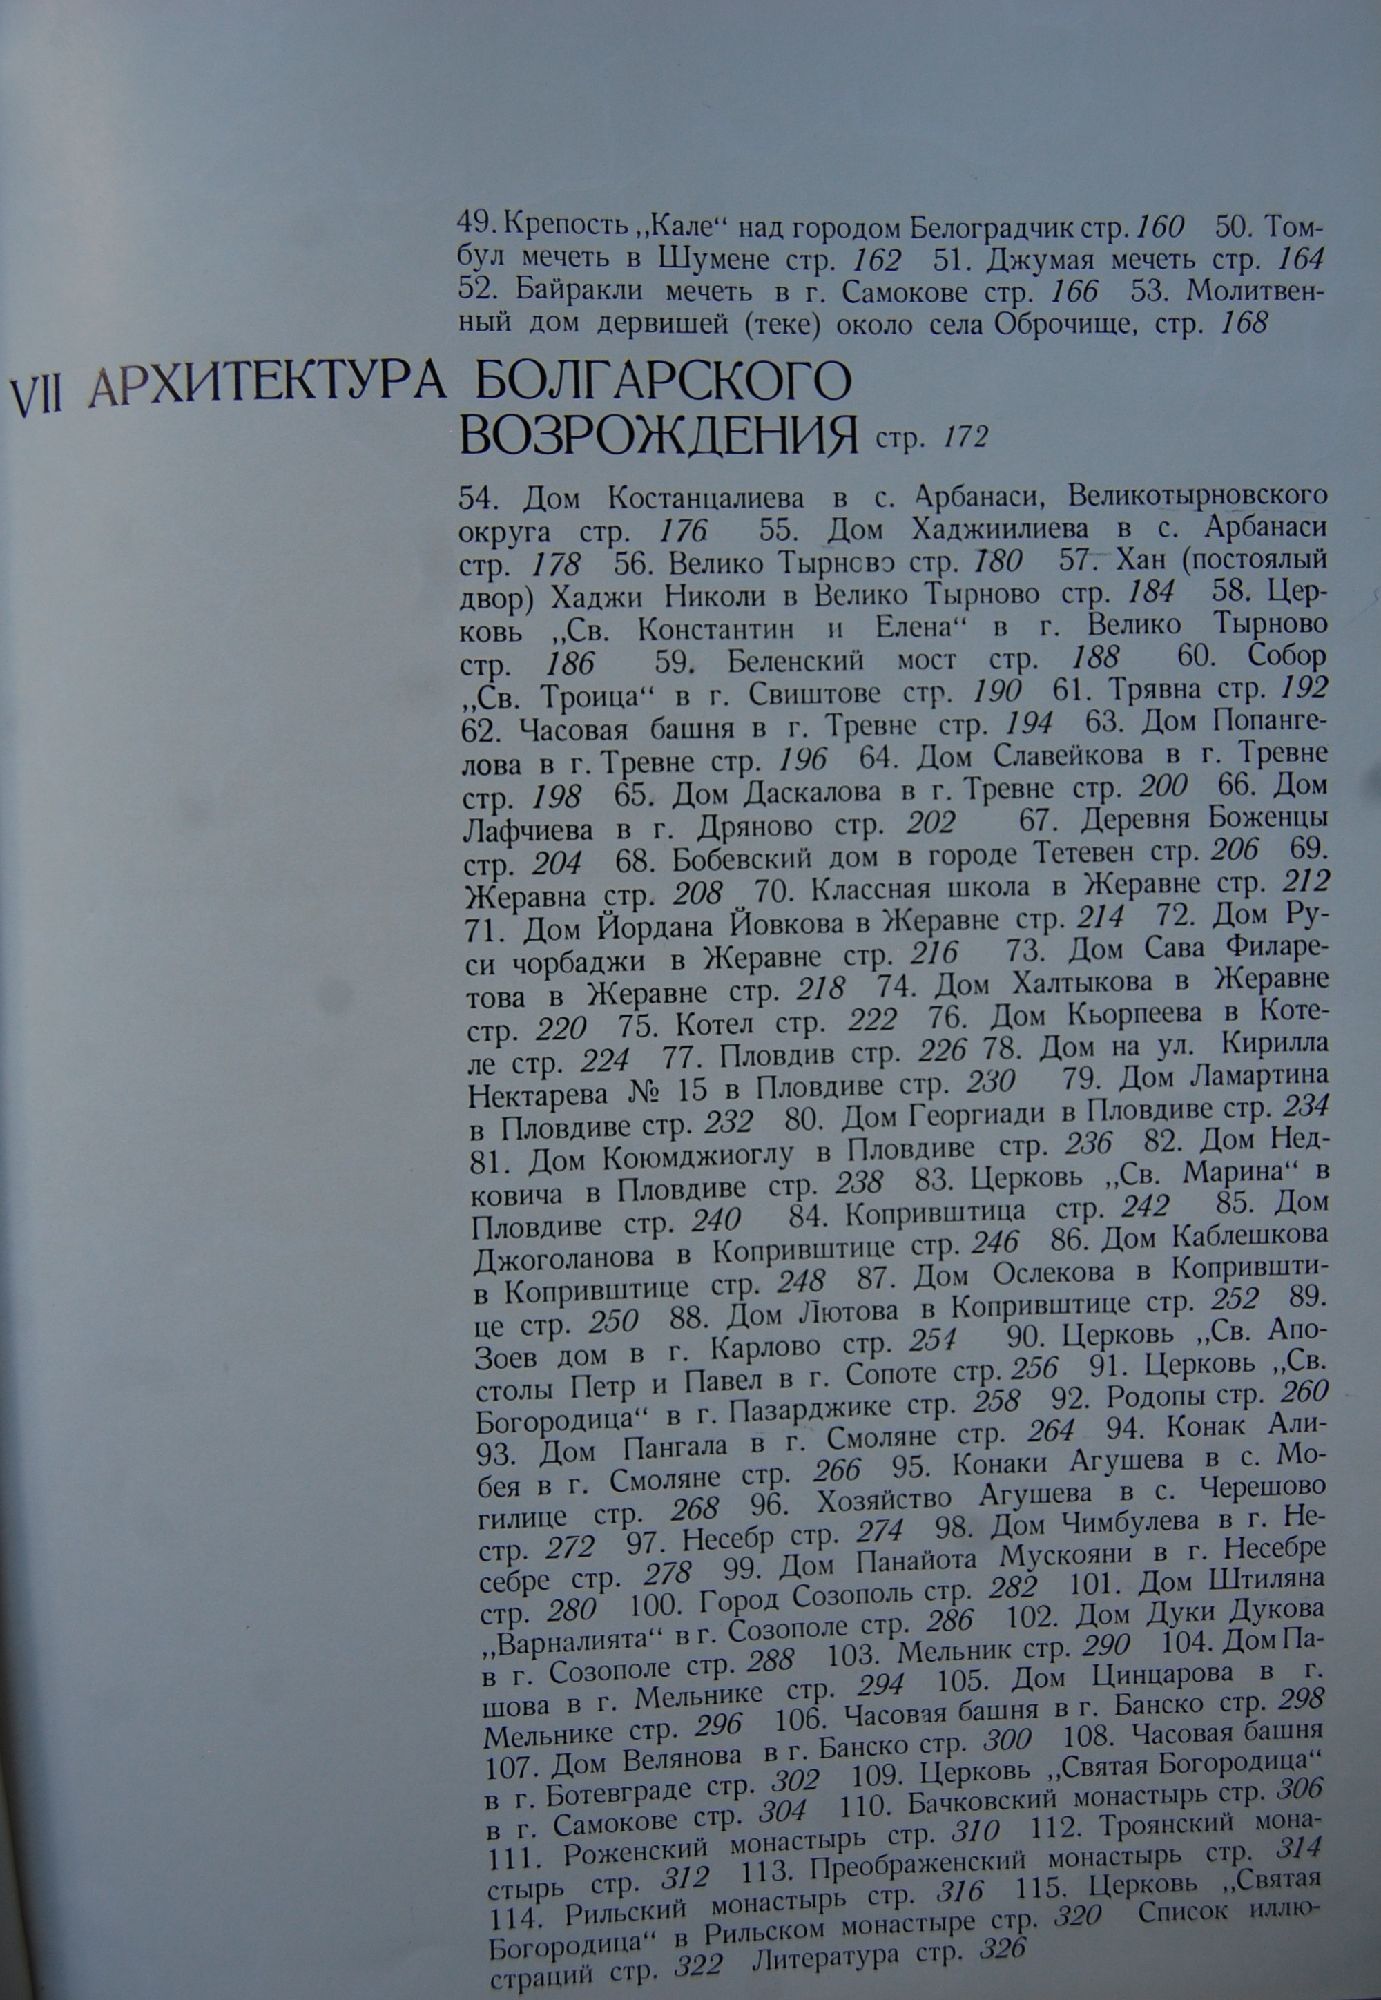 49. Крепость „Кале“ над городом Белоградчик стр. 160 50. Том-
бул мечеть в Шумене стр. 162 51. Джумая мечеть стр. 164
52. Байракли мечеть в г. Самокове стр. 166 53. Молитвен-
ный дом дервишей (теке) около села Оброчище, стр. 168
VII АРХИТЕКТУРА БОЛГАРСКОГО
ВОЗРОЖДЕНИЯ стр. 172
54. Дом Костанцалиева в с. Арбанаси, Великотырновского
округа стр. 176 55. Дом Хаджиилиева в с. Арбанаси
стр. 178 56. Велико Тырново стр. 180 57. Хан (постоялый
двор) Хаджи Николи в Велико Тырново стр. 184 58. Цер-
ковь „Св. Константин и Елена“ в г. Велико Тырново
стр. 186 59. Беленский мост стр. 188 60. Собор
„Св. Троица“ в г. Свиштове стр. 190 61. Трявна стр. 192
62. Часовая башня в г. Тревне стр. 194 63. Дом Попанге-
лова в г. Тревне стр. 196 64. Дом Славейкова в г. Тревне
стр. 198 65. Дом Даскалова в г. Тревне стр. 200 66. Дом
Лафчиева в г. Дряново стр. 202 67. Деревня Боженцы
стр. 204 68. Бобевский дом в городе Тетевен стр. 206 69.
Жеравна стр. 208 70. Классная школа в Жеравне стр. 212
71. Дом Йордана Йовкова в Жеравне стр. 214 72. Дом Ру-
си чорбаджи в Жеравне стр. 216 73. Дом Сава Филаре-
това в Жеравне стр. 218 74. Дом Халтыкова в Жеравне
стр. 220 75. Котел стр. 222 76. Дом Кьорпеева в Коте-
ле стр. 224 77. Пловдив стр. 226 78. Дом на ул. Кирилла
Нектарева № 15 в Пловдиве стр. 230 79. Дом Ламартина
в Пловдиве стр. 232 80. Дом Георгиади в Пловдиве стр. 234
81. Дом Коюмджиоглу в Пловдиве стр. 236 82. Дом Нед-
ковича в Пловдиве стр. 238 83. Церковь „Св. Марина“ в
Пловдиве стр. 240 84. Копривштица стр. 242 85. Дом
Джоголанова в Копривштице стр. 246 86. Дом Каблешкова
в Копривштице стр. 248 87. Дом Ослекова в Копрившти-
це стр. 250 88. Дом Лютова в Копривштице стр. 252 89.
Зоев дом в г. Карлово стр. 254 90. Церковь „Св. Апо-
столы Петр и Павел в г. Сопоте стр. 256 91. Церковь „Св.
Богородица“ в г. Пазарджике стр. 258 92. Родопы стр. 260
93. Дом Пангала в г. Смоляне стр. 264 94. Конак Али-
бея в г. Смоляне стр. 266 95. Конаки Агушева в с. Мо-
гилице стр. 268 96. Хозяйство Агушева в с. Черешово
стр. 272 97. Несебр стр. 274 98. Дом Чимбулева в г. Не-
себре стр. 278 99. Дом Панайота Мускояни в г. Несебре
стр. 280 100. Город Созополь стр. 282 101. Дом Штиляна
„Варналията“ в г. Созополе стр. 286 102. Дом Дуки Дукова
в г. Созополе стр. 288 103. Мельник стр. 290 104. Дом Па-
шова в г. Мельнике стр. 294 105. Дом Цинцарова в г.
Мельнике стр. 296 106. Часовая башня в г. Банско стр. 298
107. Дом Велянова в г. Банско стр. 300 108. Часовая башня
в г. Ботевграде стр. 302 109. Церковь „Святая Богородица“
в г. Самокове стр. 304 110. Бачковский монастырь стр. 306
111. Роженский монастырь стр. 310 112. Троянский мона-
стырь стр. 312 113. Преображенский монастырь стр. 314
114. Рильский монастырь стр. 316 115. Церковь „Святая
Богородица“ в Рильском монастыре стр. 320 Список иллю-
страций стр. 322 Литература стр. 326